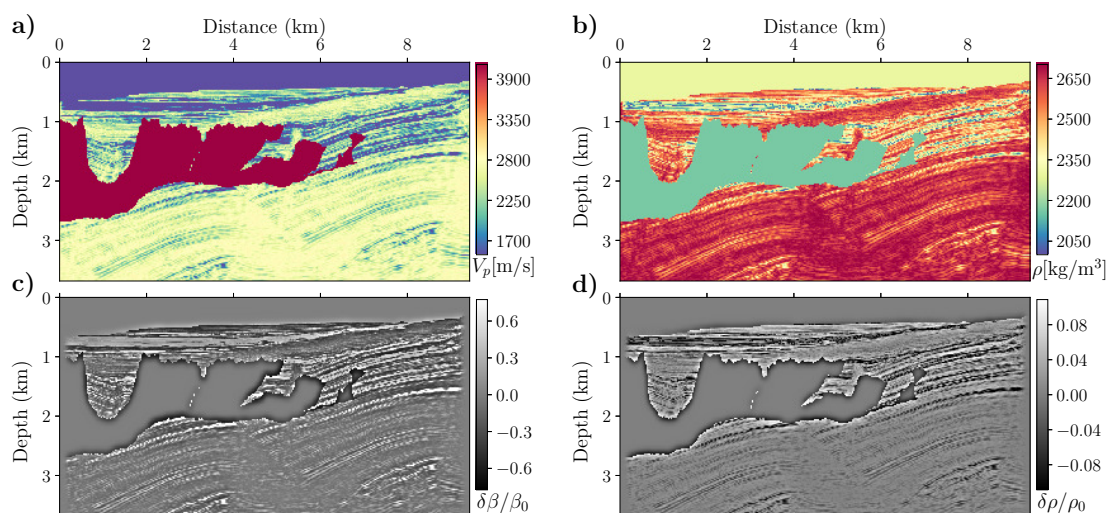 a)
Distance (km)
0 2 4 6 8
0
1
2
3
Depth (km)
3900
3350
2800
2250
1700
V_p[m/s]
b)
Distance (km)
0 2 4 6 8
0
1
2
3
Depth (km)
2650
2500
2350
2200
2050
ρ[kg/m³]
c)
0
1
2
3
Depth (km)
0.6
0.3
0.0
−0.3
−0.6
δβ/β₀
d)
0
1
2
3
Depth (km)
0.08
0.04
0.00
−0.04
−0.08
δρ/ρ₀